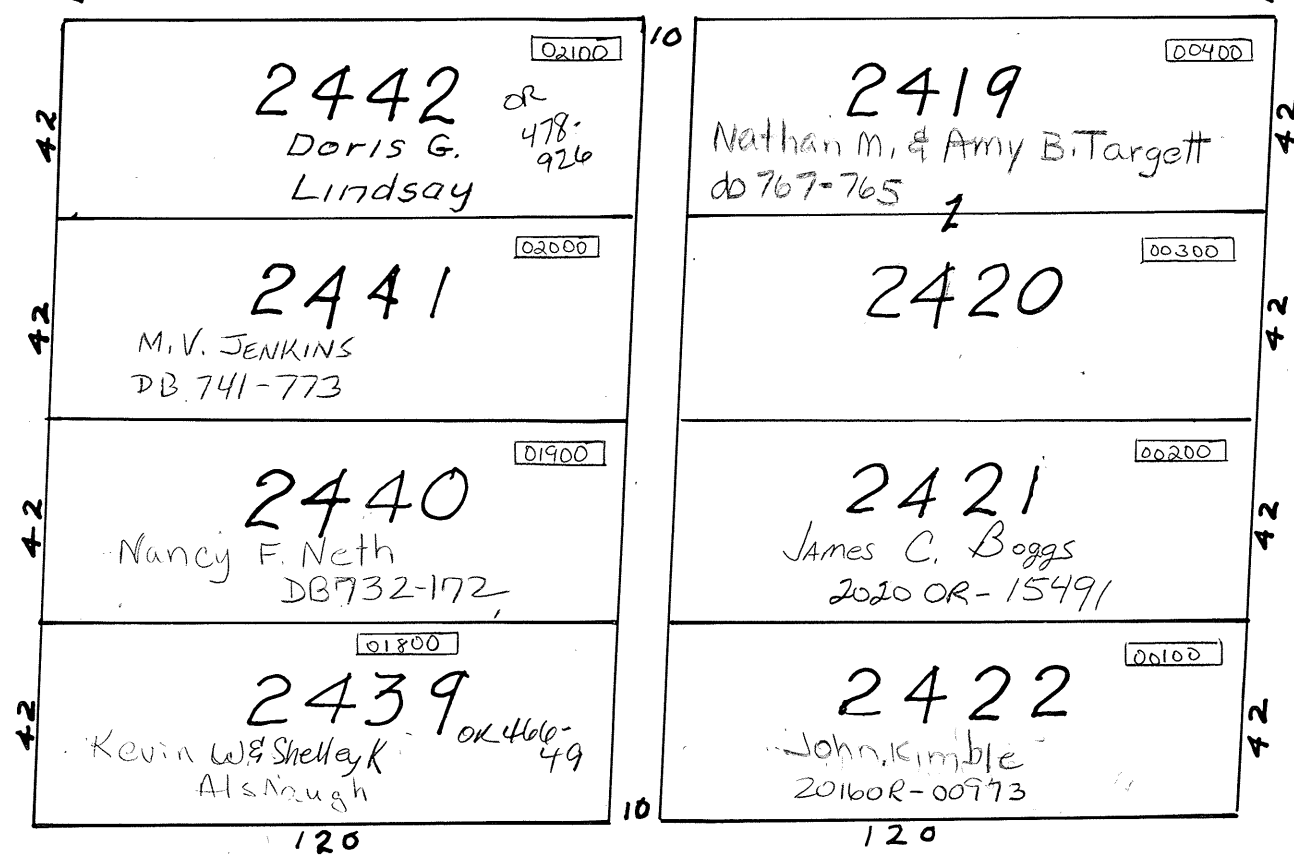 02100
2442
OR
478-
926
Doris G.
Lindsay
42
10
00400
2419
Nathan M. & Amy B. Targett
db 767-765
42
02000
2441
M.V. JENKINS
DB 741-773
42
00300
2420
42
01900
2440
Nancy F. Neth
DB732-172
42
00200
2421
James C. Boggs
2020 OR-15491
42
01800
2439
OR 466-
49
Kevin W. & Shelley K
42
10
120
00100
2422
John Kimble
2016OR-00973
42
120